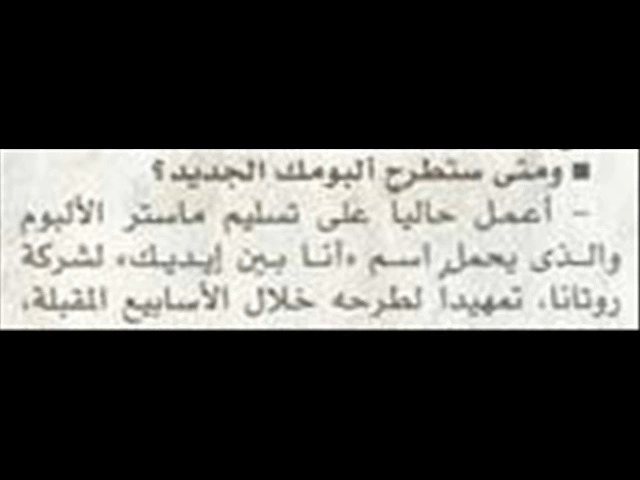 ■ ومتى ستطرح ألبومك الجديد؟
- أعمل حالياً على تسليم ماستر الألبوم
والذى يحمل اسم «أنا بين إيديك» لشركة
روتانا، تمهيداً لطرحه خلال الأسابيع المقبلة،